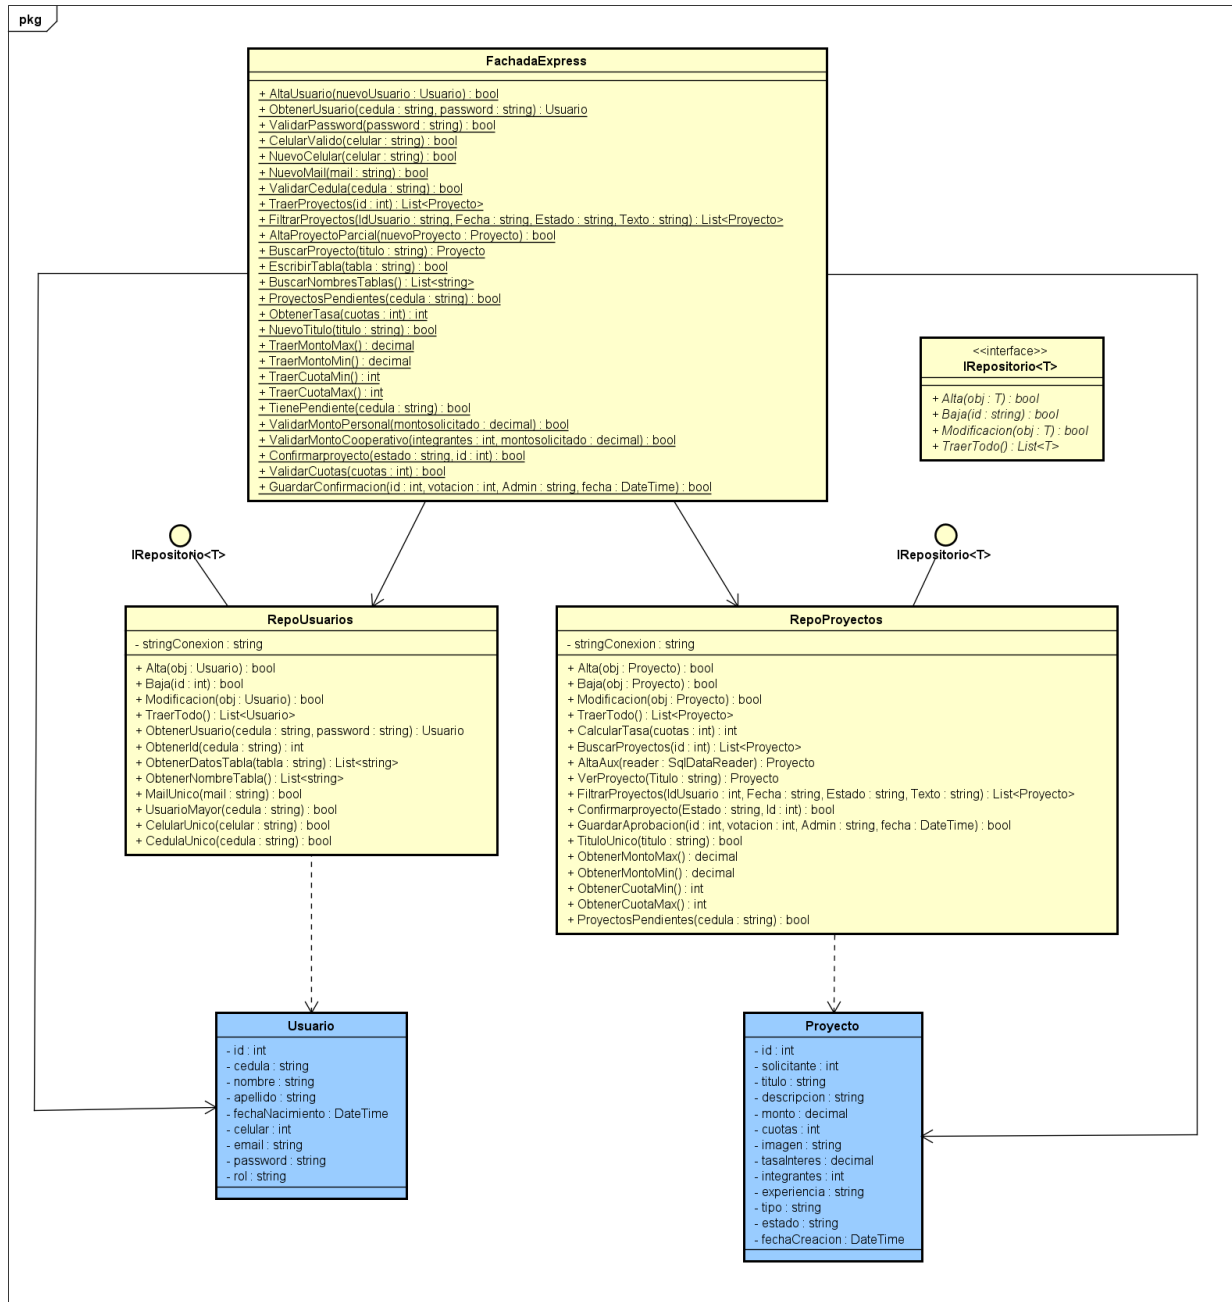 pkg
FachadaExpress
+ AltaUsuario(nuevoUsuario : Usuario) : bool
+ ObtenerUsuario(cedula : string, password : string) : Usuario
+ ValidarPassword(password : string) : bool
+ CelularValido(celular : string) : bool
+ NuevoCelular(celular : string) : bool
+ NuevoMail(mail : string) : bool
+ ValidarCedula(cedula : string) : bool
+ TraerProyectos(id : int) : List<Proyecto>
+ FiltrarProyectos(IdUsuario : string, Fecha : string, Estado : string, Texto : string) : List<Proyecto>
+ AltaProyectoParcial(nuevoProyecto : Proyecto) : bool
+ BuscarProyecto(titulo : string) : Proyecto
+ EscribirTabla(tabla : string) : bool
+ BuscarNombresTablas() : List<string>
+ ProyectosPendientes(cedula : string) : bool
+ ObtenerTasa(cuotas : int) : int
+ NuevoTitulo(titulo : string) : bool
+ TraerMontoMax() : decimal
+ TraerMontoMin() : decimal
+ TraerCuotaMin() : int
+ TraerCuotaMax() : int
+ TienePendiente(cedula : string) : bool
+ ValidarMontoPersonal(montosolicitado : decimal) : bool
+ ValidarMontoCooperativo(integrantes : int, montosolicitado : decimal) : bool
+ Confirmarproyecto(estado : string, id : int) : bool
+ ValidarCuotas(cuotas : int) : bool
+ GuardarConfirmacion(id : int, votacion : int, Admin : string, fecha : DateTime) : bool
<<interface>>
IRepositorio<T>
+ Alta(obj : T) : bool
+ Baja(id : string) : bool
+ Modificacion(obj : T) : bool
+ TraerTodo() : List<T>
IRepositorio<T>
IRepositorio<T>
RepoUsuarios
- stringConexion : string
+ Alta(obj : Usuario) : bool
+ Baja(id : int) : bool
+ Modificacion(obj : Usuario) : bool
+ TraerTodo() : List<Usuario>
+ ObtenerUsuario(cedula : string, password : string) : Usuario
+ ObtenerId(cedula : string) : int
+ ObtenerDatosTabla(tabla : string) : List<string>
+ ObtenerNombreTabla() : List<string>
+ MailUnico(mail : string) : bool
+ UsuarioMayor(cedula : string) : bool
+ CelularUnico(celular : string) : bool
+ CedulaUnico(cedula : string) : bool
RepoProyectos
- stringConexion : string
+ Alta(obj : Proyecto) : bool
+ Baja(obj : Proyecto) : bool
+ Modificacion(obj : Proyecto) : bool
+ TraerTodo() : List<Proyecto>
+ CalcularTasa(cuotas : int) : int
+ BuscarProyectos(id : int) : List<Proyecto>
+ AltaAux(reader : SqlDataReader) : Proyecto
+ VerProyecto(Titulo : string) : Proyecto
+ FiltrarProyectos(IdUsuario : int, Fecha : string, Estado : string, Texto : string) : List<Proyecto>
+ Confirmarproyecto(Estado : string, Id : int) : bool
+ GuardarAprobacion(id : int, votacion : int, Admin : string, fecha : DateTime) : bool
+ TituloUnico(titulo : string) : bool
+ ObtenerMontoMax() : decimal
+ ObtenerMontoMin() : decimal
+ ObtenerCuotaMin() : int
+ ObtenerCuotaMax() : int
+ ProyectosPendientes(cedula : string) : bool
Usuario
- id : int
- cedula : string
- nombre : string
- apellido : string
- fechaNacimiento : DateTime
- celular : int
- email : string
- password : string
- rol : string
Proyecto
- id : int
- solicitante : int
- titulo : string
- descripcion : string
- monto : decimal
- cuotas : int
- imagen : string
- tasaInteres : decimal
- integrantes : int
- experiencia : string
- tipo : string
- estado : string
- fechaCreacion : DateTime